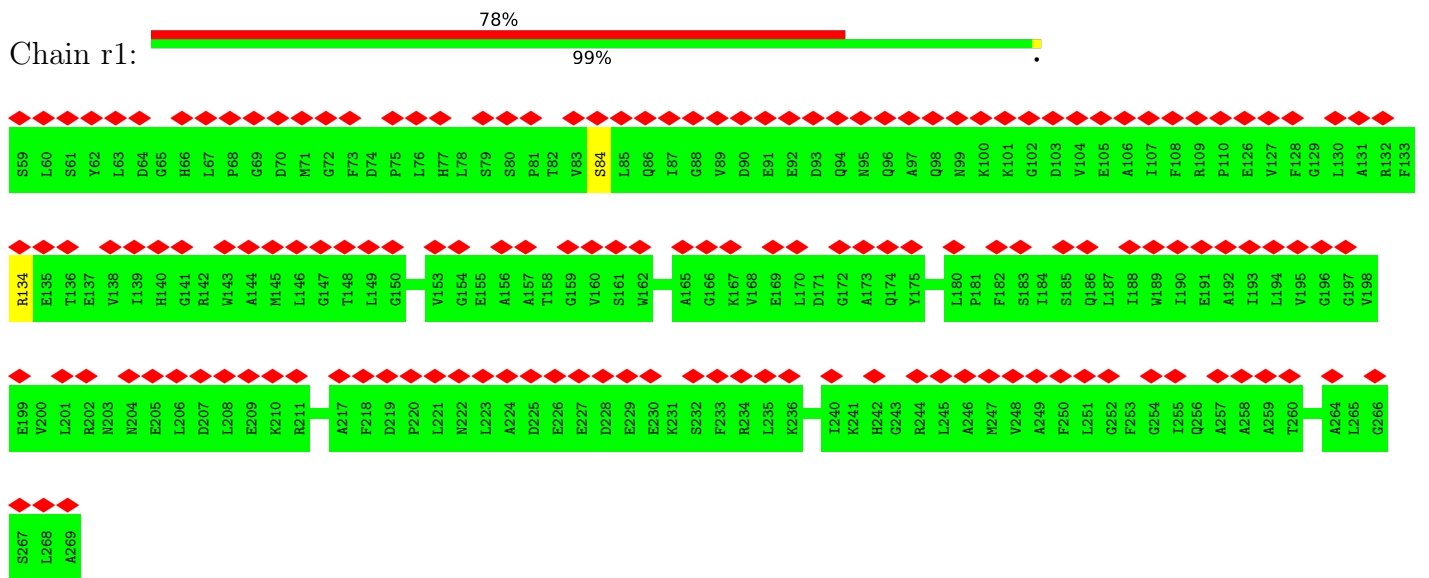 78%
Chain r1:
99%
.
S59 L60 S61 Y62 L63 D64 G65 H66 L67 P68 G69 D70 M71 G72 F73 D74 P75 L76 H77 L78 S79 S80 P81 T82 V83 S84 L85 Q86 I87 G88 V89 D90 E91 E92 D93 Q94 N95 Q96 A97 Q98 N99 K100 K101 G102 D103 V104 E105 A106 I107 F108 R109 P110 E126 V127 F128 G129 L130 A131 R132 F133
R134 E135 T136 E137 V138 I139 H140 G141 R142 W143 A144 M145 L146 G147 T148 L149 G150 V153 G154 E155 A156 A157 T158 G159 V160 S161 W162 A165 G166 K167 V168 E169 L170 D171 G172 A173 Q174 Y175 L180 P181 F182 S183 I184 S185 Q186 L187 I188 W189 I190 E191 A192 I193 L194 V195 G196 G197 V198
E199 V200 L201 R202 N203 N204 E205 L206 D207 L208 E209 K210 R211 A217 F218 D219 P220 L221 N222 L223 A224 D225 E226 E227 D228 E229 E230 K231 S232 F233 R234 L235 K236 I240 K241 H242 G243 R244 L245 A246 M247 V248 A249 F250 L251 G252 F253 G254 I255 Q256 A257 A258 A259 T260 A264 L265 G266
S267 L268 A269